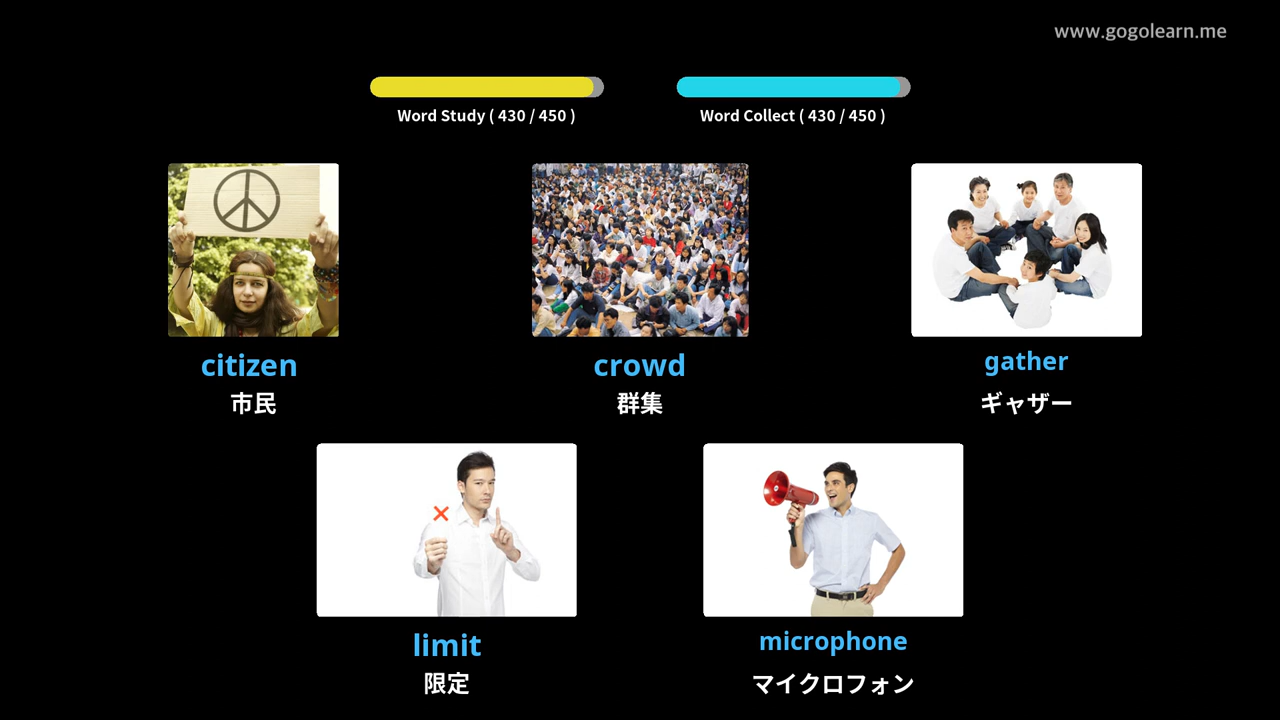 www.gogolearn.me
Word Study ( 430 / 450 )
Word Collect ( 430 / 450 )
citizen
市民
crowd
群集
gather
ギャザー
limit
限定
microphone
マイクロフォン